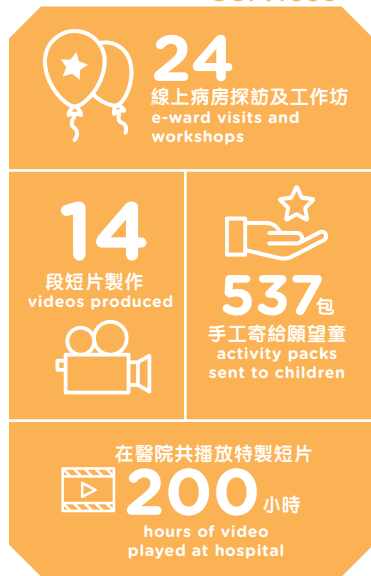 24
線上病房探訪及工作坊
e-ward visits and
workshops
14
段短片製作
videos produced
537包
手工寄給願望童
activity packs
sent to children
在醫院共播放特製短片
200小時
hours of video
played at hospital